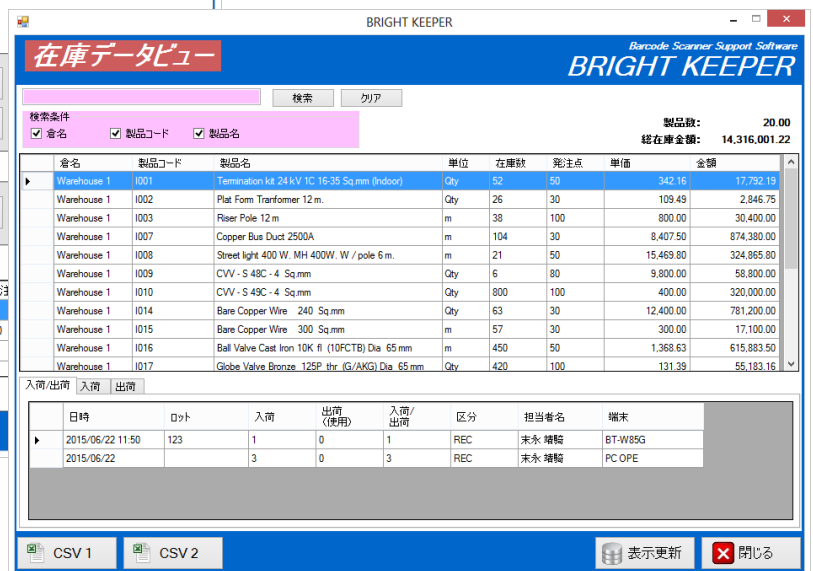 BRIGHT KEEPER
在庫データビュー
Barcode Scanner Support Software
BRIGHT KEEPER
検索 クリア
検索条件
倉名 製品コード 製品名
製品数: 20.00
総在庫金額: 14,316,001.22
倉名 製品コード 製品名 単位 在庫数 発注点 単価 金額
Warehouse 1 I001 Termination kit 24 kV 1C 16-35 Sq.mm (Indoor) Qty 52 50 342.16 17,792.19
Warehouse 1 I002 Plat Form Tranformer 12 m. Qty 26 30 109.49 2,846.75
Warehouse 1 I003 Riser Pole 12 m m 38 100 800.00 30,400.00
Warehouse 1 I007 Copper Bus Duct 2500A m 104 30 8,407.50 874,380.00
Warehouse 1 I008 Street light 400 W. MH 400W. W / pole 6 m. m 21 50 15,469.80 324,865.80
Warehouse 1 I009 CVV - S 48C - 4 Sq.mm Qty 6 80 9,800.00 58,800.00
Warehouse 1 I010 CVV - S 49C - 4 Sq.mm Qty 800 100 400.00 320,000.00
Warehouse 1 I014 Bare Copper Wire 240 Sq.mm Qty 63 30 12,400.00 781,200.00
Warehouse 1 I015 Bare Copper Wire 300 Sq.mm m 57 30 300.00 17,100.00
Warehouse 1 I016 Ball Valve Cast Iron 10K fl (10FCTB) Dia 65 mm m 450 50 1,368.63 615,883.50
Warehouse 1 I017 Globe Valve Bronze 125P thr (G/AKG) Dia 65 mm Qty 420 100 131.39 55,183.16
入荷/出荷 入荷 出荷
日時 ロット 入荷 出荷(使用) 入荷/出荷 区分 担当者名 端末
2015/06/22 11:50 123 1 0 1 REC 末永 靖騎 BT-W85G
2015/06/22 3 0 3 REC 末永 靖騎 PC OPE
CSV 1 CSV 2 表示更新 閉じる